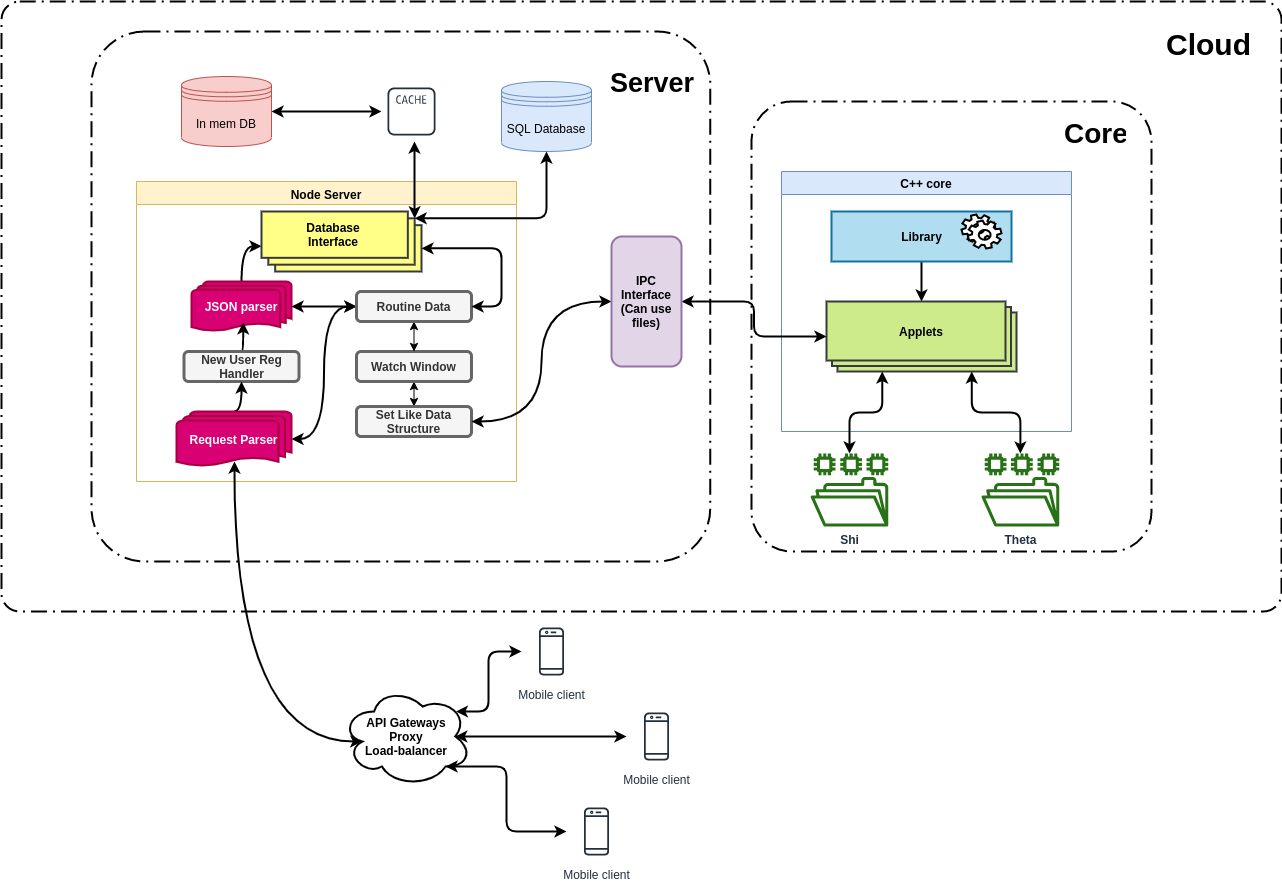 Cloud
Server
In mem DB
CACHE
SQL Database
Core
Node Server
Database
Interface
JSON parser
Routine Data
New User Reg
Handler
Watch Window
Set Like Data
Structure
Request Parser
IPC
Interface
(Can use
files)
C++ core
Library
Applets
Shi
Theta
Mobile client
API Gateways
Proxy
Load-balancer
Mobile client
Mobile client